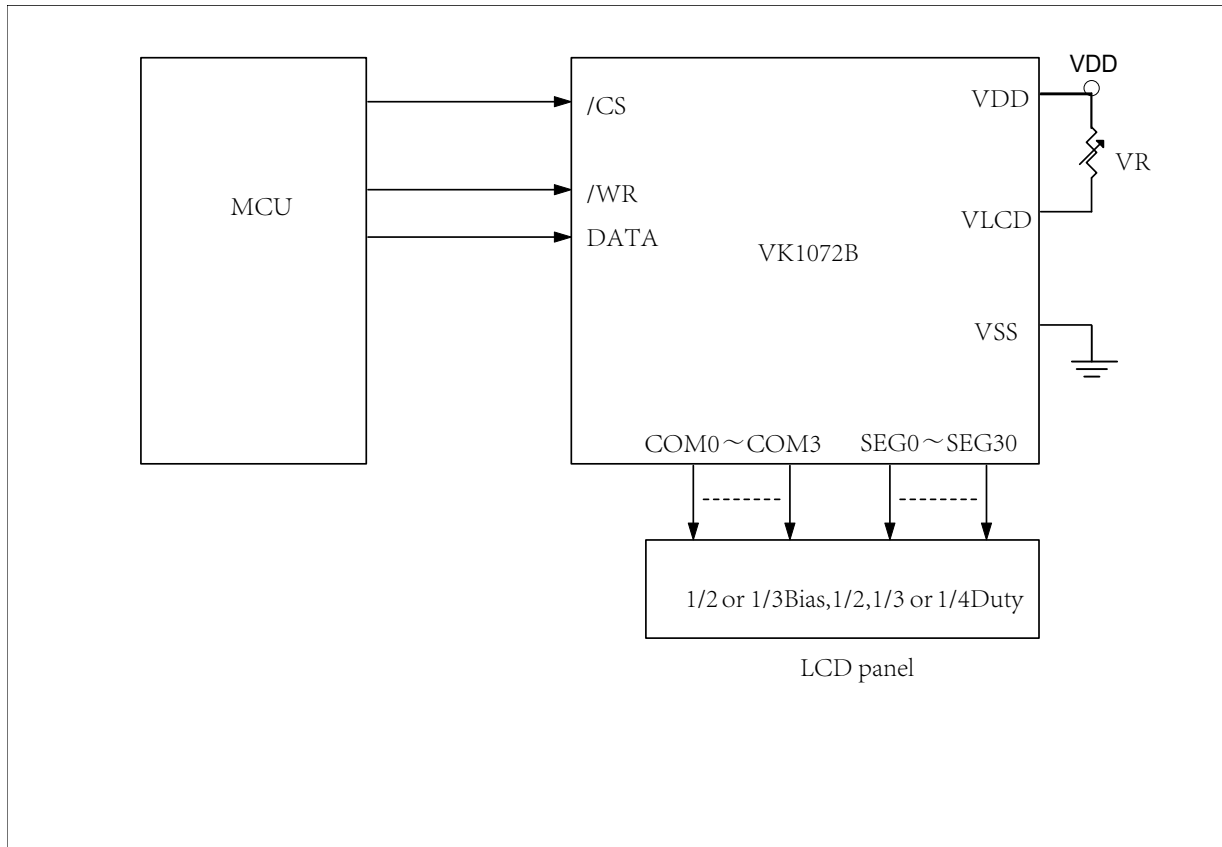 VDD
/CS
VDD
VR
MCU
/WR
VLCD
DATA
VK1072B
VSS
COM0～COM3
SEG0～SEG30
1/2 or 1/3Bias,1/2,1/3 or 1/4Duty
LCD panel